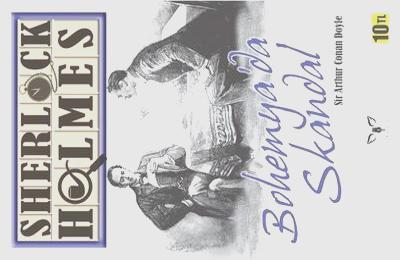 SHERLOCK
HOLMES
Bohemya'da
Skandal
Sir Arthur Conan Doyle
10 TL